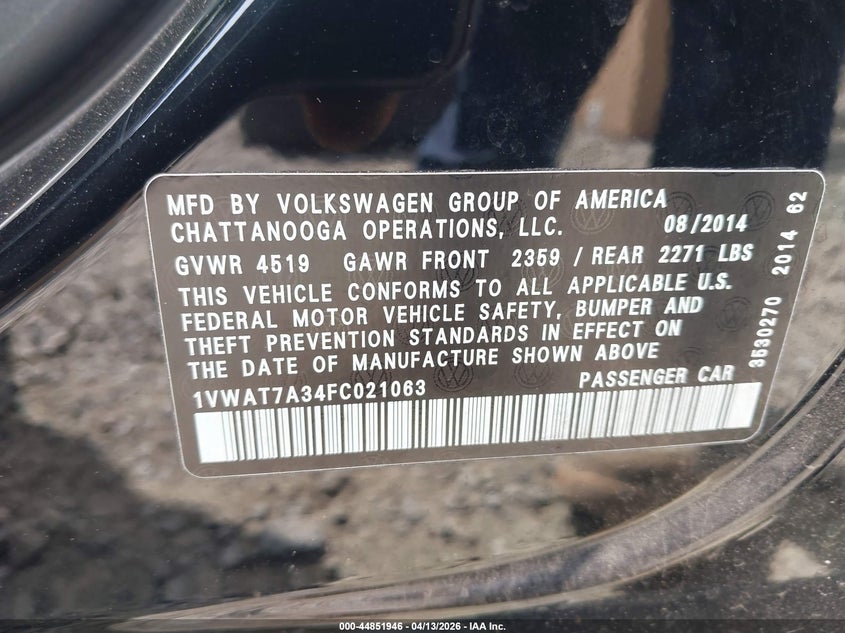 MFD BY VOLKSWAGEN GROUP OF AMERICA
CHATTANOOGA OPERATIONS, LLC. 08/2014
GVWR 4519 GAWR FRONT 2359 / REAR 2271 LBS
THIS VEHICLE CONFORMS TO ALL APPLICABLE U.S.
FEDERAL MOTOR VEHICLE SAFETY, BUMPER AND
THEFT PREVENTION STANDARDS IN EFFECT ON
THE DATE OF MANUFACTURE SHOWN ABOVE
1VWAT7A34FC021063 PASSENGER CAR
3530270 2014 62
000-44851946 - 04/13/2026 - IAA Inc.